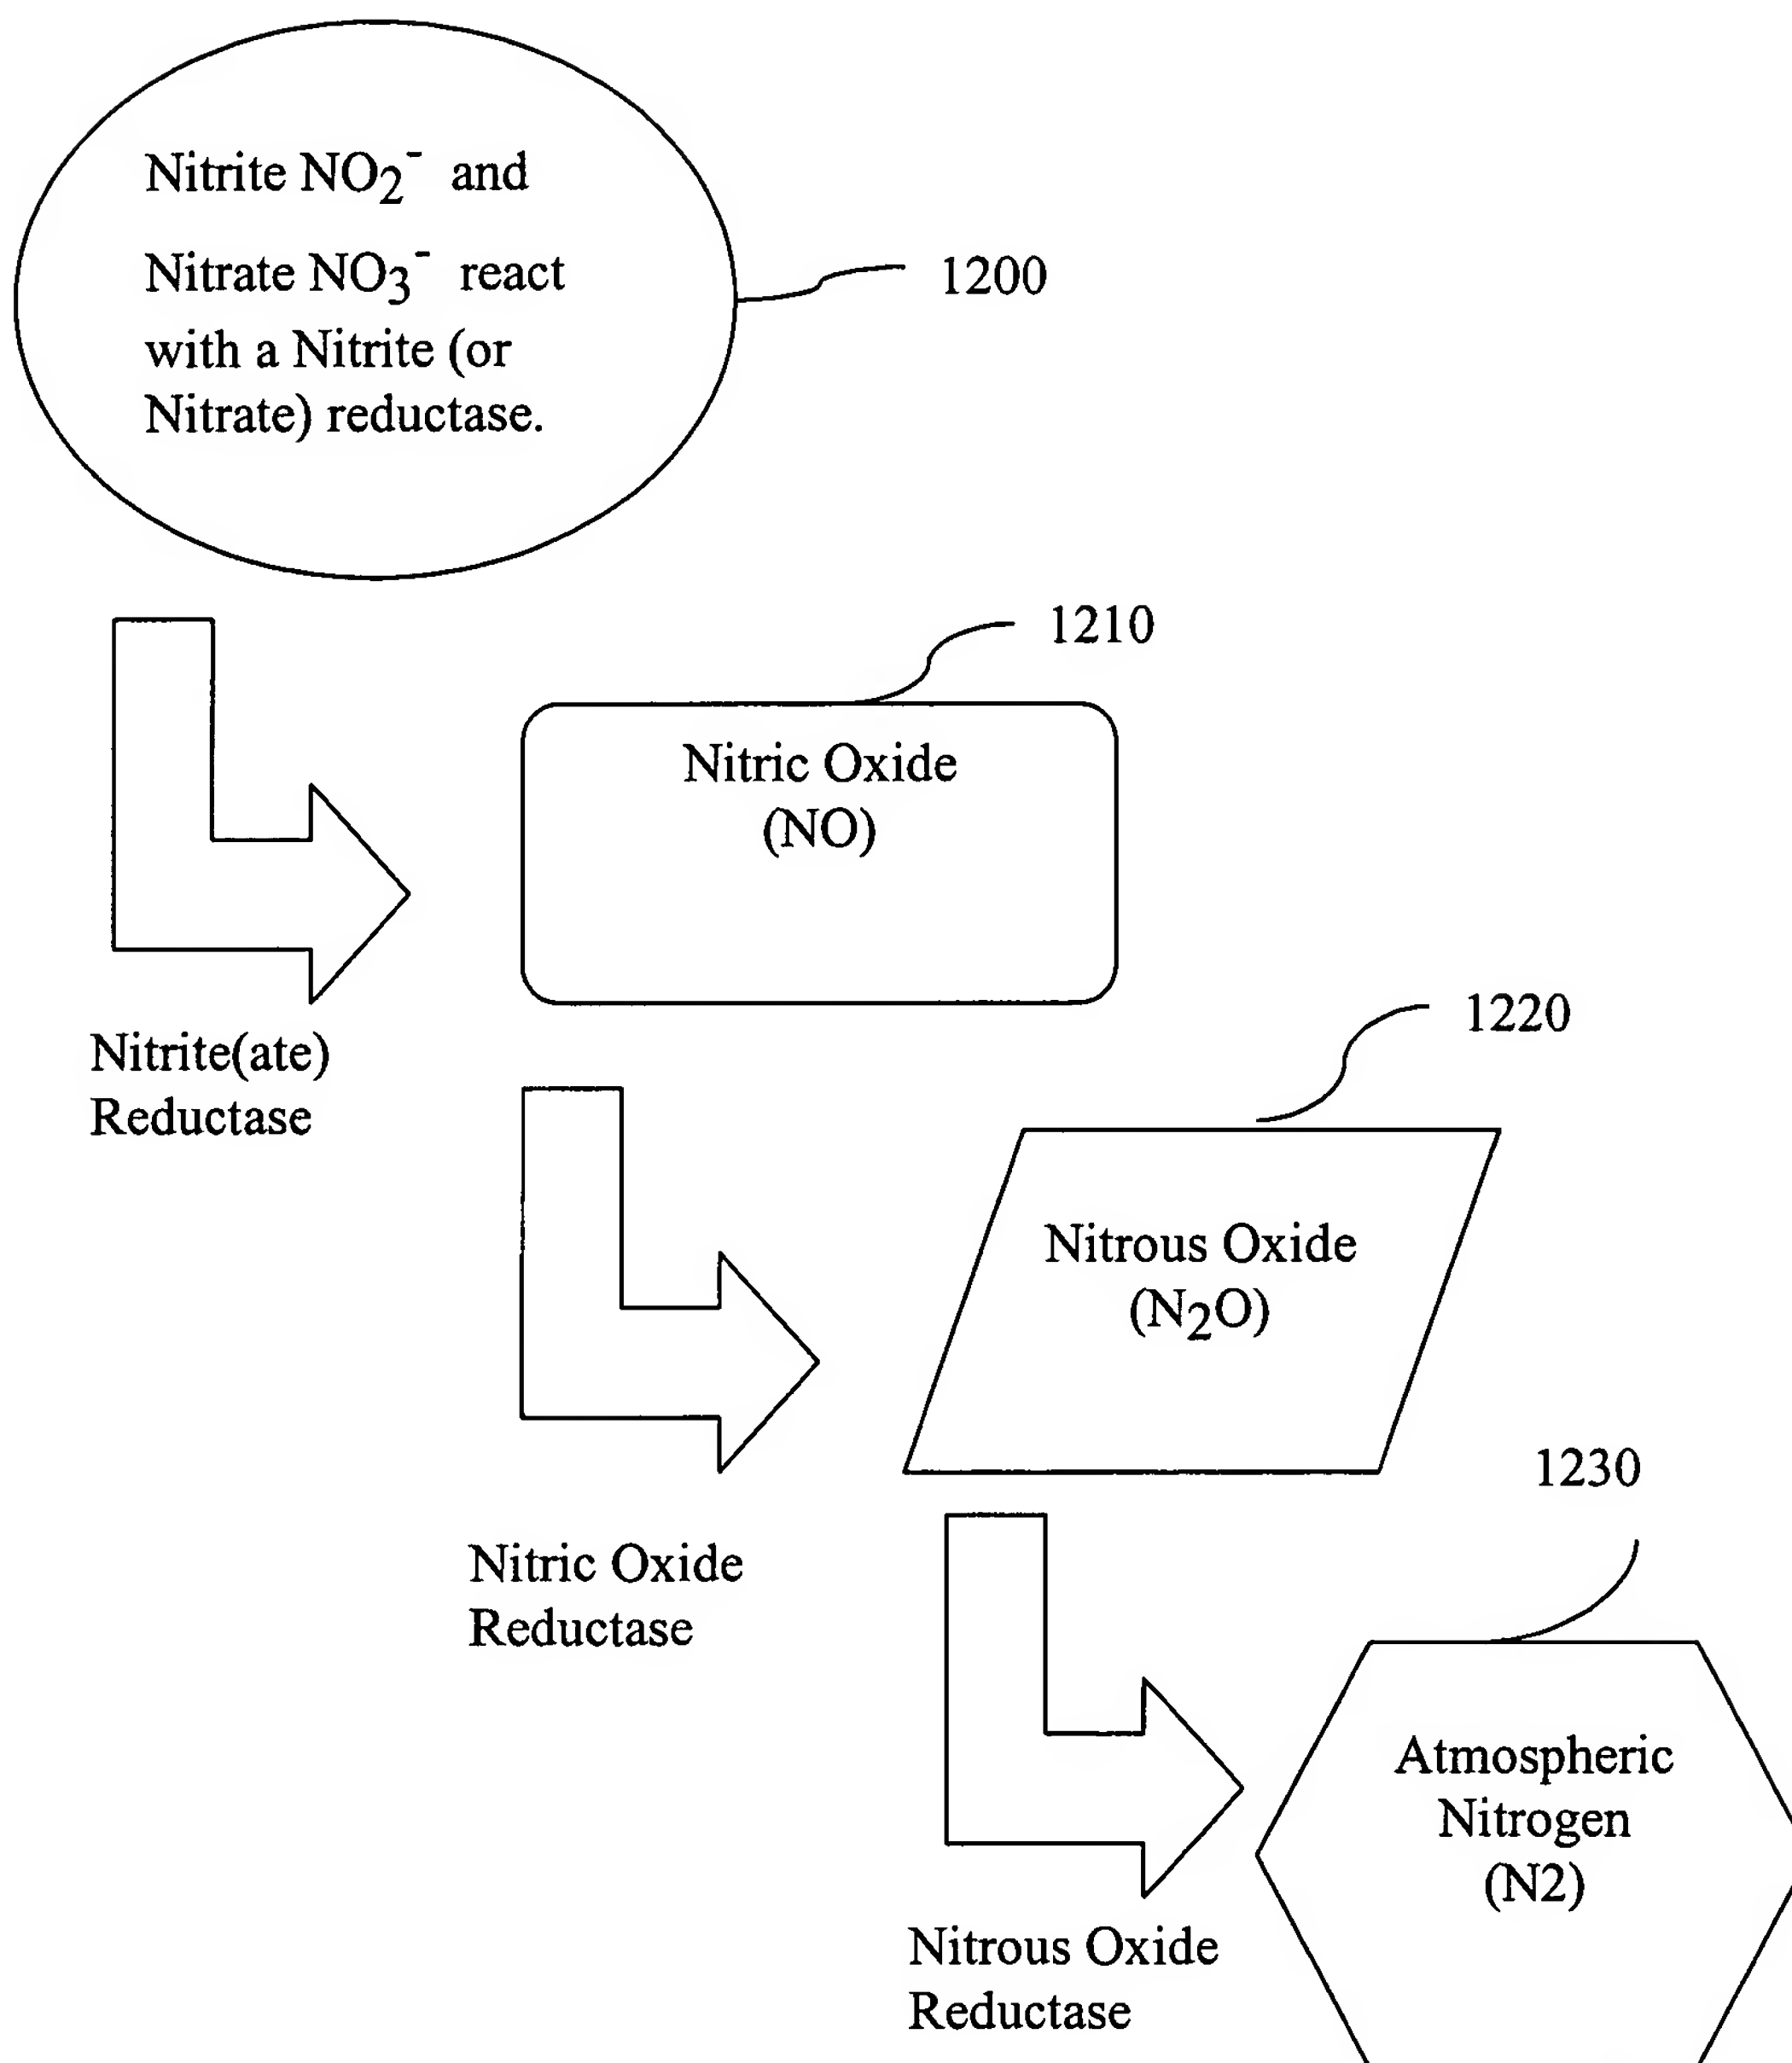 Nitrite NO₂⁻ and
Nitrate NO₃⁻ react
with a Nitrite (or
Nitrate) reductase.
1200
1210
Nitric Oxide
(NO)
Nitrite(ate)
Reductase
1220
Nitrous Oxide
(N₂O)
Nitric Oxide
Reductase
1230
Atmospheric
Nitrogen
(N2)
Nitrous Oxide
Reductase